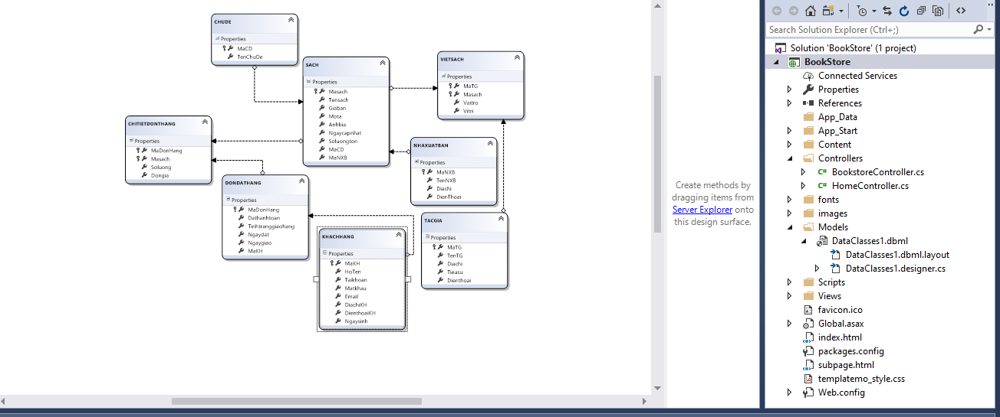 CHUDE
Properties
MaCD
TenChuDe
SACH
Properties
Masach
Tensach
Giaban
Mota
Anhbia
Ngaycapnhat
Soluongton
MaCD
MaNXB
VIETSACH
Properties
MaTG
Masach
Vaitro
Vitri
CHITIETDONTHANG
Properties
MaDonHang
Masach
Soluong
Dongia
NHAXUATBAN
Properties
MaNXB
TenNXB
Diachi
DienThoai
DONDATHANG
Properties
MaDonHang
Dathanhtoan
Tinhtranggiaohang
Ngaydat
Ngaygiao
MaKH
KHACHHANG
Properties
MaKH
HoTen
Taikhoan
Matkhau
Email
DiachiKH
DienthoaiKH
Ngaysinh
TACGIA
Properties
MaTG
TenTG
Diachi
Tieusu
Dienthoai
Create methods by
dragging items from
Server Explorer onto
this design surface.
Search Solution Explorer (Ctrl+;)
Solution 'BookStore' (1 project)
BookStore
Connected Services
Properties
References
App_Data
App_Start
Content
Controllers
C# BookstoreController.cs
C# HomeController.cs
fonts
images
Models
DataClasses1.dbml
DataClasses1.dbml.layout
DataClasses1.designer.cs
Scripts
Views
favicon.ico
Global.asax
index.html
packages.config
subpage.html
templatemo_style.css
Web.config